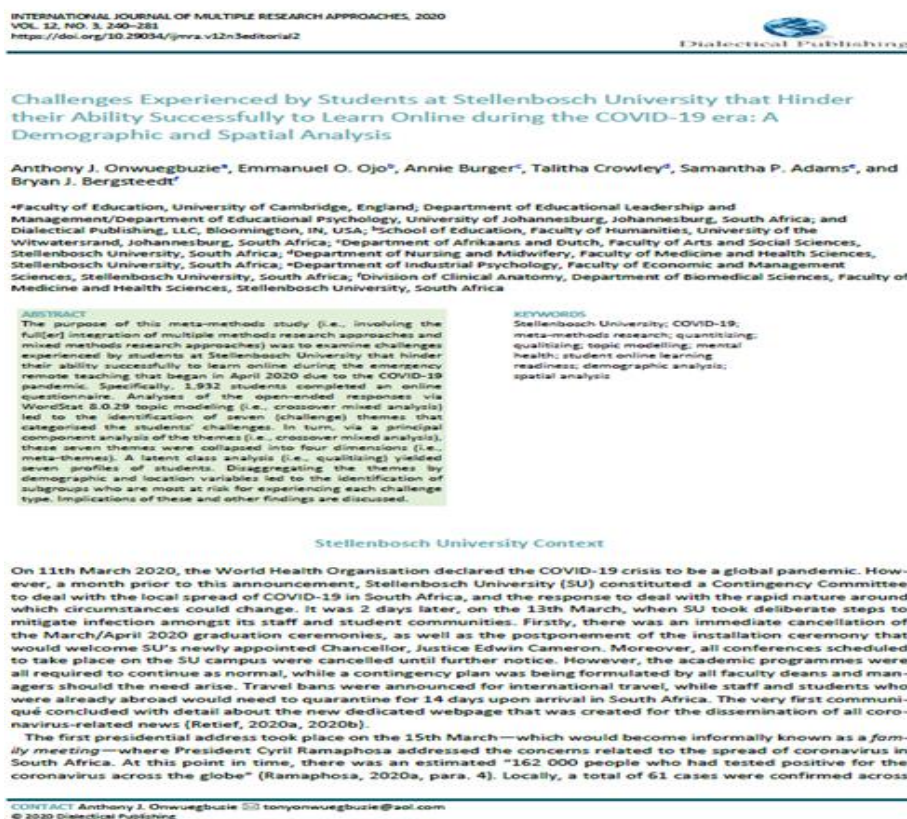 INTERNATIONAL JOURNAL OF MULTIPLE RESEARCH APPROACHES, 2020
VOL. 12, NO. 3, 240–281
https://doi.org/10.29034/ijmra.v12n3editorial2
Dialectical Publishing
Challenges Experienced by Students at Stellenbosch University that Hinder
their Ability Successfully to Learn Online during the COVID-19 era: A
Demographic and Spatial Analysis
Anthony J. Onwuegbuzieᵃ, Emmanuel O. Ojoᵇ, Annie Burgerᶜ, Talitha Crowleyᵈ, Samantha P. Adamsᵉ, and
Bryan J. Bergsteedtᶠ
ᵃFaculty of Education, University of Cambridge, England; Department of Educational Leadership and
Management/Department of Educational Psychology, University of Johannesburg, Johannesburg, South Africa; and
Dialectical Publishing, LLC, Bloomington, IN, USA; ᵇSchool of Education, Faculty of Humanities, University of the
Witwatersrand, Johannesburg, South Africa; ᶜDepartment of Afrikaans and Dutch, Faculty of Arts and Social Sciences,
Stellenbosch University, South Africa; ᵈDepartment of Nursing and Midwifery, Faculty of Medicine and Health Sciences,
Stellenbosch University, South Africa; ᵉDepartment of Industrial Psychology, Faculty of Economic and Management
Sciences, Stellenbosch University, South Africa; ᶠDivision of Clinical Anatomy, Department of Biomedical Sciences, Faculty of
Medicine and Health Sciences, Stellenbosch University, South Africa
ABSTRACT
The purpose of this meta-methods study (i.e., involving the
full[er] integration of multiple methods research approaches and
mixed methods research approaches) was to examine challenges
experienced by students at Stellenbosch University that hinder
their ability successfully to learn online during the emergency
remote teaching that began in April 2020 due to the COVID-19
pandemic. Specifically, 1,932 students completed an online
questionnaire. Analyses of the open-ended responses via
WordStat 8.0.29 topic modeling (i.e., crossover mixed analysis)
led to the identification of seven (challenge) themes that
categorised the students' challenges. In turn, via a principal
component analysis of the themes (i.e., crossover mixed analysis),
these seven themes were collapsed into four dimensions (i.e.,
meta-themes). A latent class analysis (i.e., qualitizing) yielded
seven profiles of students. Disaggregating the themes by
demographic and location variables led to the identification of
subgroups who are most at risk for experiencing each challenge
type. Implications of these and other findings are discussed.
KEYWORDS
Stellenbosch University; COVID-19;
meta-methods research; quantitizing;
qualitizing; topic modelling; mental
health; student online learning
readiness; demographic analysis;
spatial analysis
Stellenbosch University Context
On 11th March 2020, the World Health Organisation declared the COVID-19 crisis to be a global pandemic. How-
ever, a month prior to this announcement, Stellenbosch University (SU) constituted a Contingency Committee
to deal with the local spread of COVID-19 in South Africa, and the response to deal with the rapid nature around
which circumstances could change. It was 2 days later, on the 13th March, when SU took deliberate steps to
mitigate infection amongst its staff and student communities. Firstly, there was an immediate cancellation of
the March/April 2020 graduation ceremonies, as well as the postponement of the installation ceremony that
would welcome SU's newly appointed Chancellor, Justice Edwin Cameron. Moreover, all conferences scheduled
to take place on the SU campus were cancelled until further notice. However, the academic programmes were
all required to continue as normal, while a contingency plan was being formulated by all faculty deans and man-
agers should the need arise. Travel bans were announced for international travel, while staff and students who
were already abroad would need to quarantine for 14 days upon arrival in South Africa. The very first communi-
qué concluded with detail about the new dedicated webpage that was created for the dissemination of all coro-
navirus-related news (Retief, 2020a, 2020b).
The first presidential address took place on the 15th March—which would become informally known as a fam-
ily meeting—where President Cyril Ramaphosa addressed the concerns related to the spread of coronavirus in
South Africa. At this point in time, there was an estimated "162 000 people who had tested positive for the
coronavirus across the globe" (Ramaphosa, 2020a, para. 4). Locally, a total of 61 cases were confirmed across
CONTACT Anthony J. Onwuegbuzie ✉ tonyonwuegbuzie@aol.com
© 2020 Dialectical Publishing